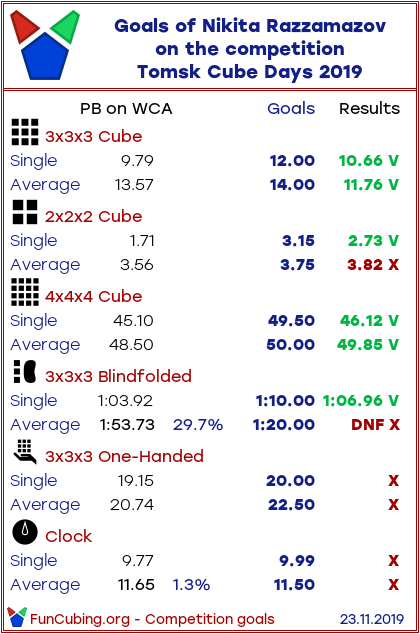 Goals of Nikita Razzamazov
on the competition
Tomsk Cube Days 2019
PB on WCA Goals Results
3x3x3 Cube
Single 9.79 12.00 10.66 V
Average 13.57 14.00 11.76 V
2x2x2 Cube
Single 1.71 3.15 2.73 V
Average 3.56 3.75 3.82 X
4x4x4 Cube
Single 45.10 49.50 46.12 V
Average 48.50 50.00 49.85 V
3x3x3 Blindfolded
Single 1:03.92 1:10.00 1:06.96 V
Average 1:53.73 29.7% 1:20.00 DNF X
3x3x3 One-Handed
Single 19.15 20.00 X
Average 20.74 22.50 X
Clock
Single 9.77 9.99 X
Average 11.65 1.3% 11.50 X
FunCubing.org - Competition goals 23.11.2019